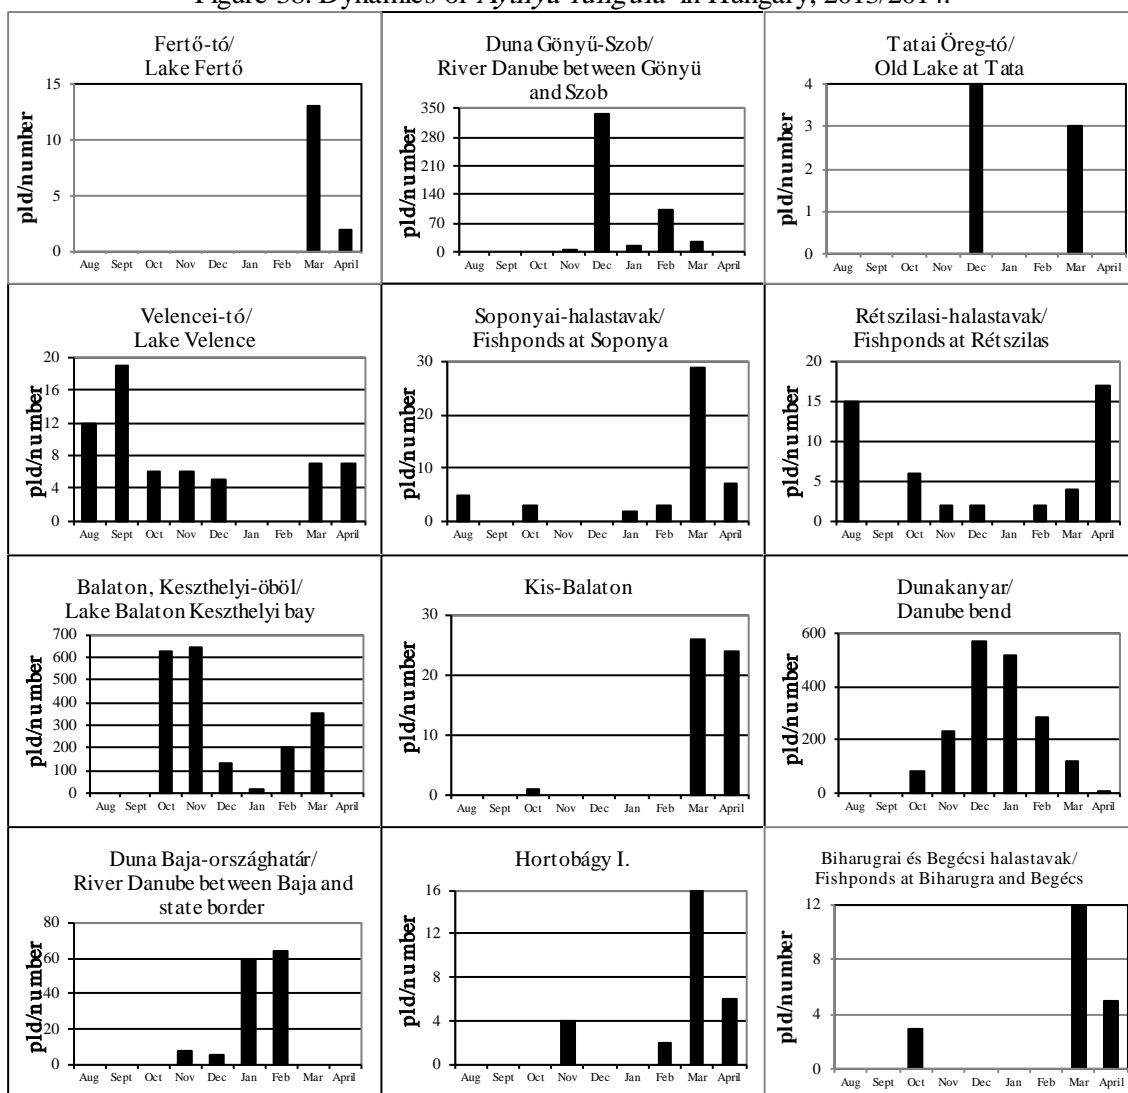 Figure 38. Dynamics of Aythya fuligula in Hungary, 2013/2014.
Fertő-tó/
Lake Fertő
pld/number
15
10
5
0
Aug Sept Oct Nov Dec Jan Feb Mar April
Duna Gönyű-Szob/
River Danube between Gönyü
and Szob
pld/number
350
280
210
140
70
0
Aug Sept Oct Nov Dec Jan Feb Mar April
Tatai Öreg-tó/
Old Lake at Tata
pld/number
4
3
2
1
0
Aug Sept Oct Nov Dec Jan Feb Mar April
Velencei-tó/
Lake Velence
pld/number
20
16
12
8
4
0
Aug Sept Oct Nov Dec Jan Feb Mar April
Soponyai-halastavak/
Fishponds at Soponya
pld/number
30
20
10
0
Aug Sept Oct Nov Dec Jan Feb Mar April
Rétszilasi-halastavak/
Fishponds at Rétszilas
pld/number
20
15
10
5
0
Aug Sept Oct Nov Dec Jan Feb Mar April
Balaton, Keszthelyi-öböl/
Lake Balaton Keszthelyi bay
pld/number
700
600
500
400
300
200
100
0
Aug Sept Oct Nov Dec Jan Feb Mar April
Kis-Balaton
pld/number
30
20
10
0
Aug Sept Oct Nov Dec Jan Feb Mar April
Dunakanyar/
Danube bend
pld/number
600
400
200
0
Aug Sept Oct Nov Dec Jan Feb Mar April
Duna Baja-országhatár/
River Danube between Baja and
state border
pld/number
80
60
40
20
0
Aug Sept Oct Nov Dec Jan Feb Mar April
Hortobágy I.
pld/number
16
12
8
4
0
Aug Sept Oct Nov Dec Jan Feb Mar April
Biharugrai és Begécsi halastavak/
Fishponds at Biharugra and Begécs
pld/number
12
8
4
0
Aug Sept Oct Nov Dec Jan Feb Mar April